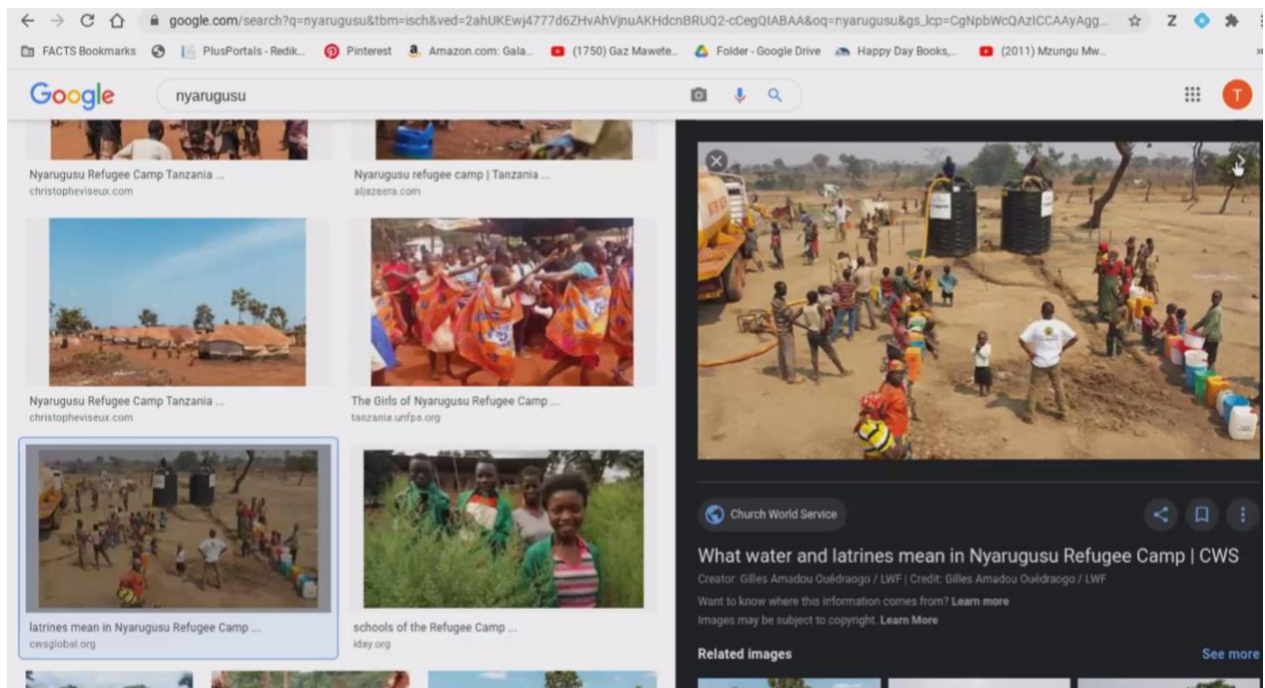 google.com/search?q=nyarugusu&tbm=isch&ved=2ahUKEwj4777d6ZHvAhVjnuAKHdcnBRUQ2-cCegQIABAA&oq=nyarugusu&gs_lcp=CgNpbWcQAzICCAAyAgg...
FACTS Bookmarks PlusPortals - Redik... Pinterest Amazon.com: Gala... (1750) Gaz Mawete... Folder - Google Drive Happy Day Books,... (2011) Mzungu Mw...
Google nyarugusu T
Nyarugusu Refugee Camp Tanzania ...
christopheviseux.com
Nyarugusu refugee camp | Tanzania ...
aljazeera.com
Nyarugusu Refugee Camp Tanzania ...
christopheviseux.com
The Girls of Nyarugusu Refugee Camp ...
tanzania.unfpa.org
latrines mean in Nyarugusu Refugee Camp ...
cwsglobal.org
schools of the Refugee Camp ...
iday.org
Church World Service
What water and latrines mean in Nyarugusu Refugee Camp | CWS
Creator: Gilles Amadou Ouédraogo / LWF | Credit: Gilles Amadou Ouédraogo / LWF
Want to know where this information comes from? Learn more
Images may be subject to copyright. Learn More
Related images
See more